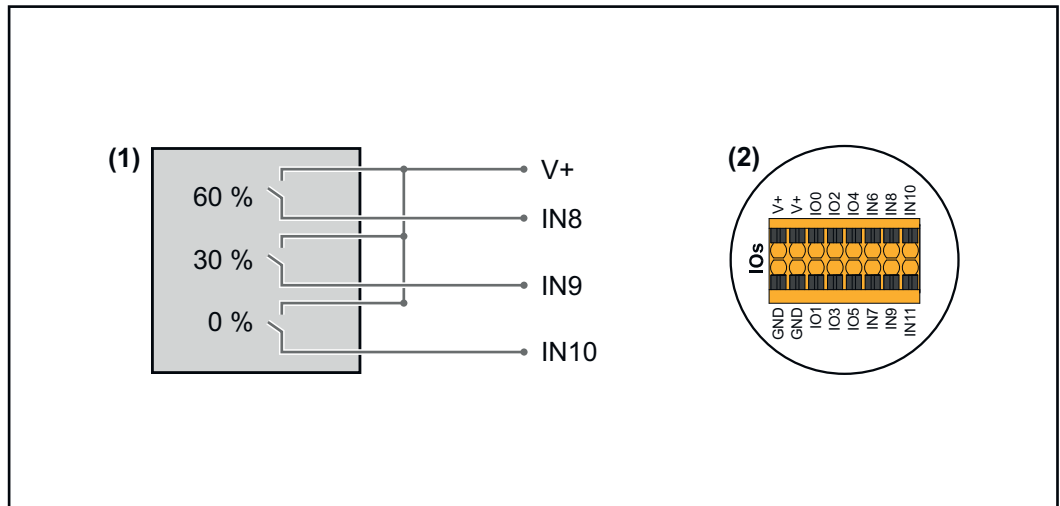 (1)
60 %
30 %
0 %
V+
IN8
IN9
IN10
(2)
V+
V+
IO0
IO2
IO4
IN6
IN8
IN10
IOs
GND
GND
IO1
IO3
IO5
IN7
IN9
IN11